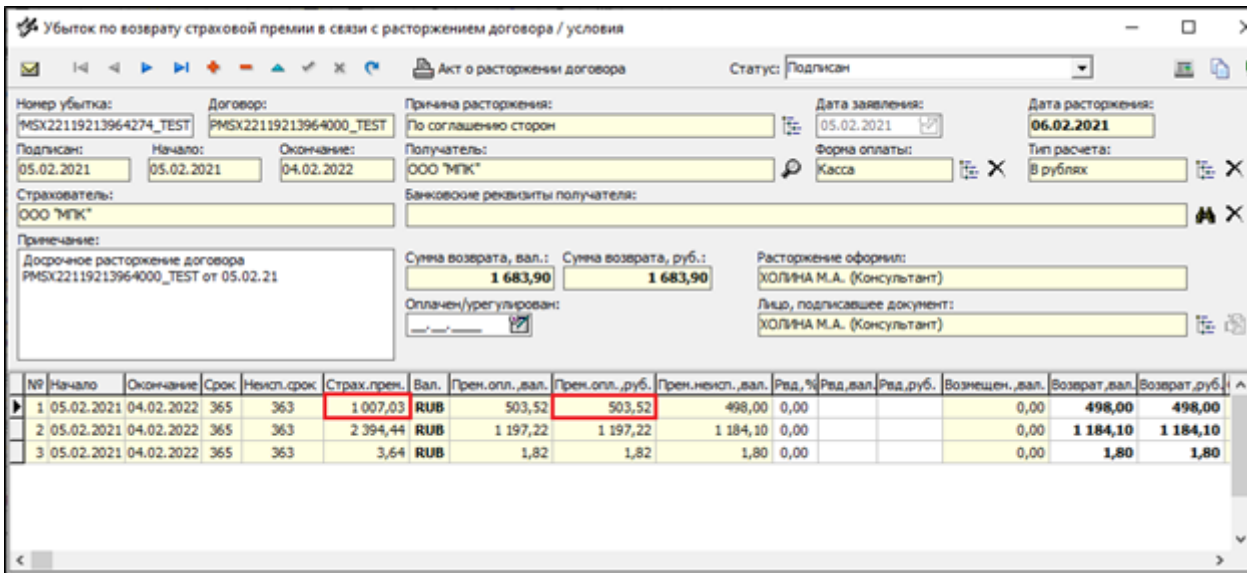 Убыток по возврату страховой премии в связи с расторжением договора / условия
Акт о расторжении договора Статус: Подписан
Номер убытка: Договор: Причина расторжения: Дата заявления: Дата расторжения:
MSX22119213964274_TEST PMSX22119213964000_TEST По соглашению сторон 05.02.2021 06.02.2021
Подписан: Начало: Окончание: Получатель: Форма оплаты: Тип расчета:
05.02.2021 05.02.2021 04.02.2022 ООО "МПК" Касса В рублях
Страхователь: Банковские реквизиты получателя:
ООО "МПК"
Примечание:
Досрочное расторжение договора
PMSX22119213964000_TEST от 05.02.21
Сумма возврата, вал.: Сумма возврата, руб.: Расторжение оформил:
1 683,90 1 683,90 ХОЛИНА М.А. (Консультант)
Оплачен/урегулирован: Лицо, подписавшее документ:
__.__.____ ХОЛИНА М.А. (Консультант)
№ Начало Окончание Срок Неисп.срок Страх.прем. Вал. Прем.опл.,вал. Прем.опл.,руб. Прем.неисп.,вал. Рвд,% Рвд,вал. Рвд,руб. Возмещен.,вал. Возврат,вал. Возврат,руб.
1 05.02.2021 04.02.2022 365 363 1 007,03 RUB 503,52 503,52 498,00 0,00 0,00 498,00 498,00
2 05.02.2021 04.02.2022 365 363 2 394,44 RUB 1 197,22 1 197,22 1 184,10 0,00 0,00 1 184,10 1 184,10
3 05.02.2021 04.02.2022 365 363 3,64 RUB 1,82 1,82 1,80 0,00 0,00 1,80 1,80